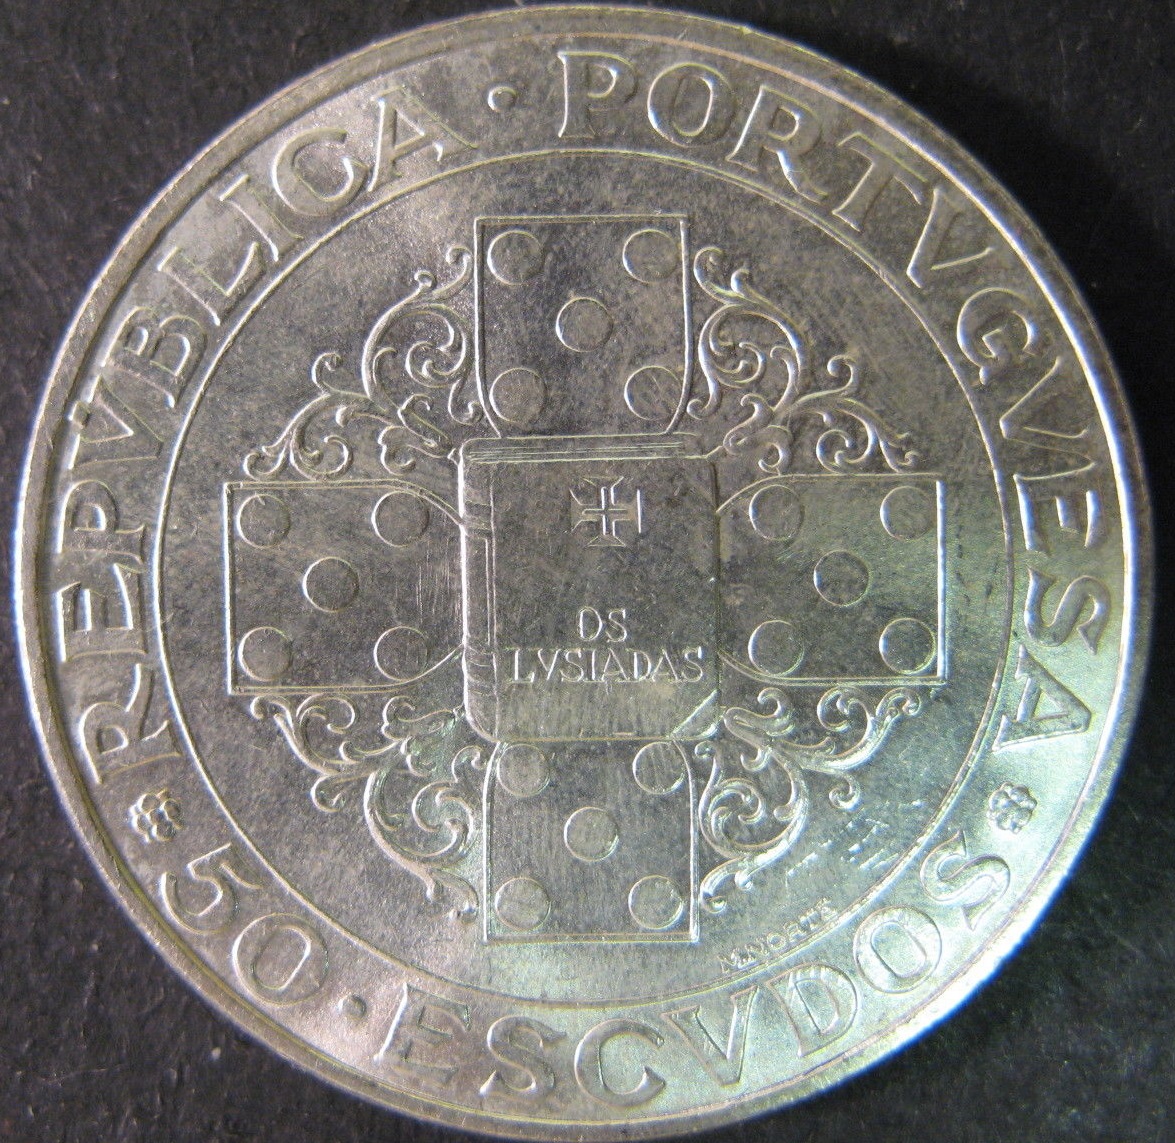 REPVBLICA · PORTVGVESA
OS
LVSIADAS
50 · ESCVDOS